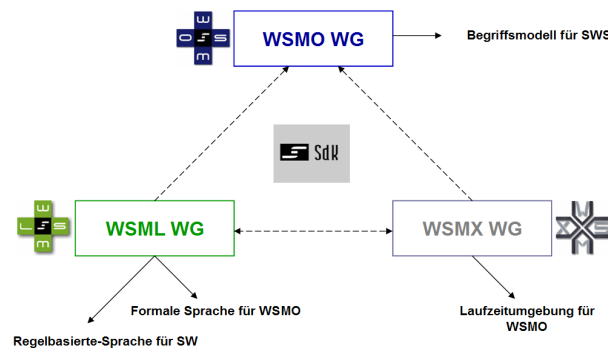 WSMO WG
Begriffsmodell für SWS
SdK
WSML WG
WSMX WG
Formale Sprache für WSMO
Laufzeitumgebung für
WSMO
Regelbasierte-Sprache für SW